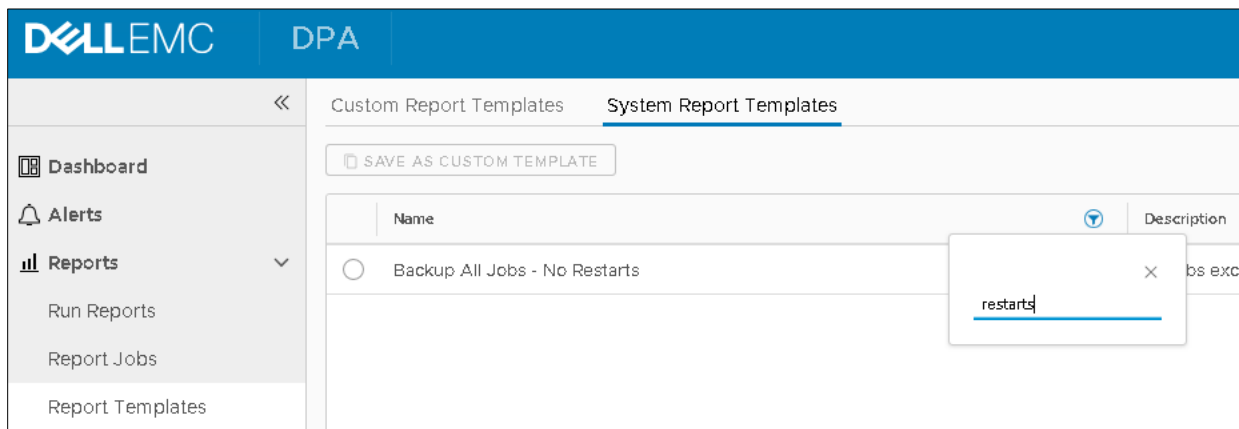 DELLEMC DPA
Custom Report Templates System Report Templates
SAVE AS CUSTOM TEMPLATE
Dashboard
Alerts
Reports
Run Reports
Report Jobs
Report Templates
Name Description
Backup All Jobs - No Restarts
restarts